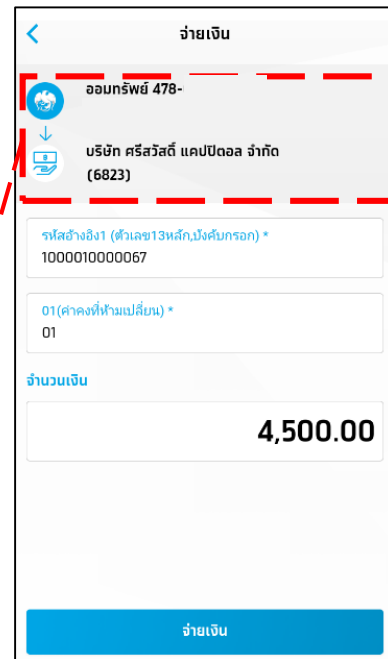 จ่ายเงิน
ออมทรัพย์ 478-
บริษัท ศรีสวัสดิ์ แคปปิตอล จำกัด
(6823)
รหัสอ้างอิง1 (ตัวเลข13หลัก,บังคับกรอก) *
1000010000067
01(ค่าคงที่ห้ามเปลี่ยน) *
01
จำนวนเงิน
4,500.00
จ่ายเงิน